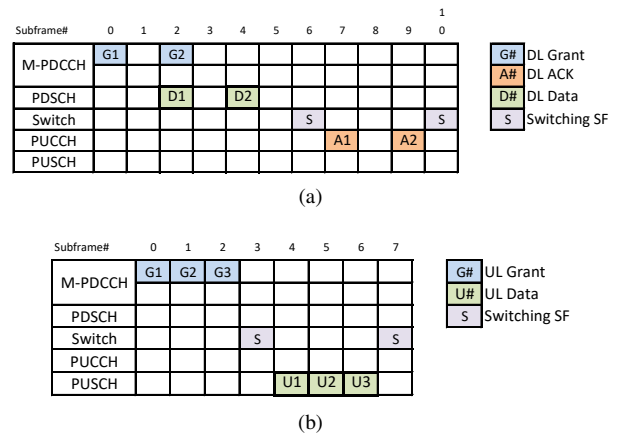 1
Subframe# 0 1 2 3 4 5 6 7 8 9 0
M-PDCCH G1 G2
PDSCH D1 D2
Switch S S
PUCCH A1 A2
PUSCH
G# DL Grant
A# DL ACK
D# DL Data
S Switching SF
(a)
Subframe# 0 1 2 3 4 5 6 7
M-PDCCH G1 G2 G3
PDSCH
Switch S S
PUCCH
PUSCH U1 U2 U3
G# UL Grant
U# UL Data
S Switching SF
(b)